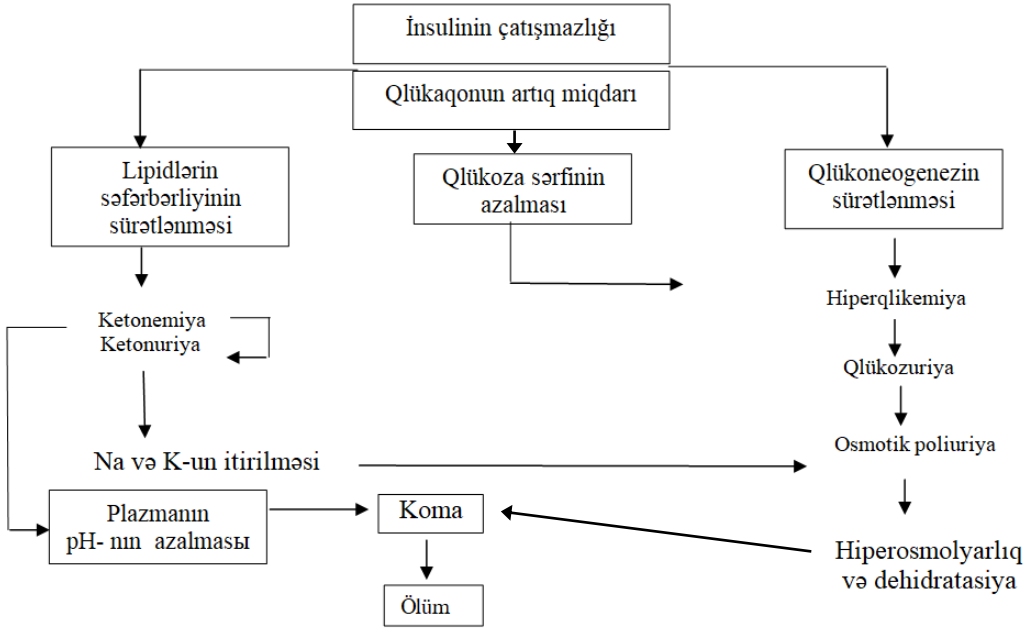 İnsulinin çatışmazlığı
Qlükaqonun artıq miqdarı
Lipidlərin
səfərbərliyinin
sürətlənməsi
Qlükoza sərfinin
azalması
Qlükoneogenezin
sürətlənməsi
Ketonemiya
Ketonuriya
Hiperqlikemiya
Qlükozuriya
Na və K-un itirilməsi
Osmotik poliuriya
Plazmanın
pH- nın azalması
Koma
Hiperosmolyarlıq
və dehidratasiya
Ölüm